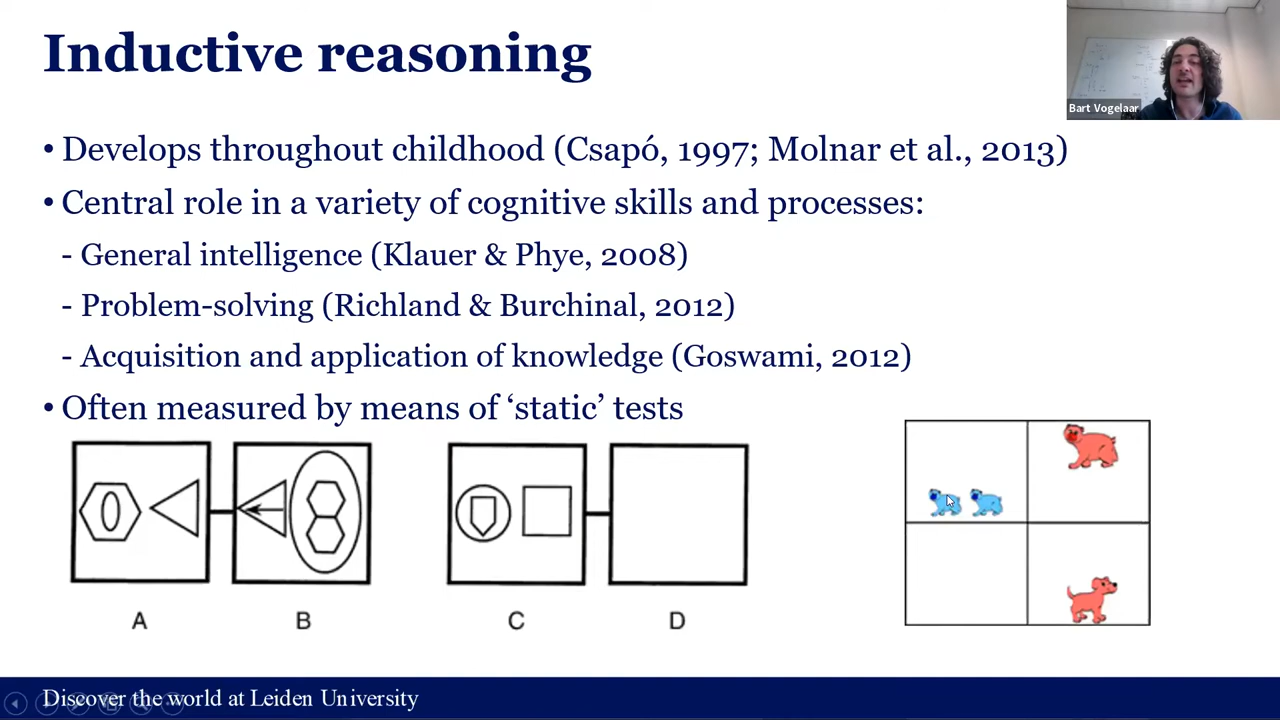 Inductive reasoning
Bart Vogelaar
• Develops throughout childhood (Csapó, 1997; Molnar et al., 2013)
• Central role in a variety of cognitive skills and processes:
- General intelligence (Klauer & Phye, 2008)
- Problem-solving (Richland & Burchinal, 2012)
- Acquisition and application of knowledge (Goswami, 2012)
• Often measured by means of ‘static’ tests
A B C D
Discover the world at Leiden University